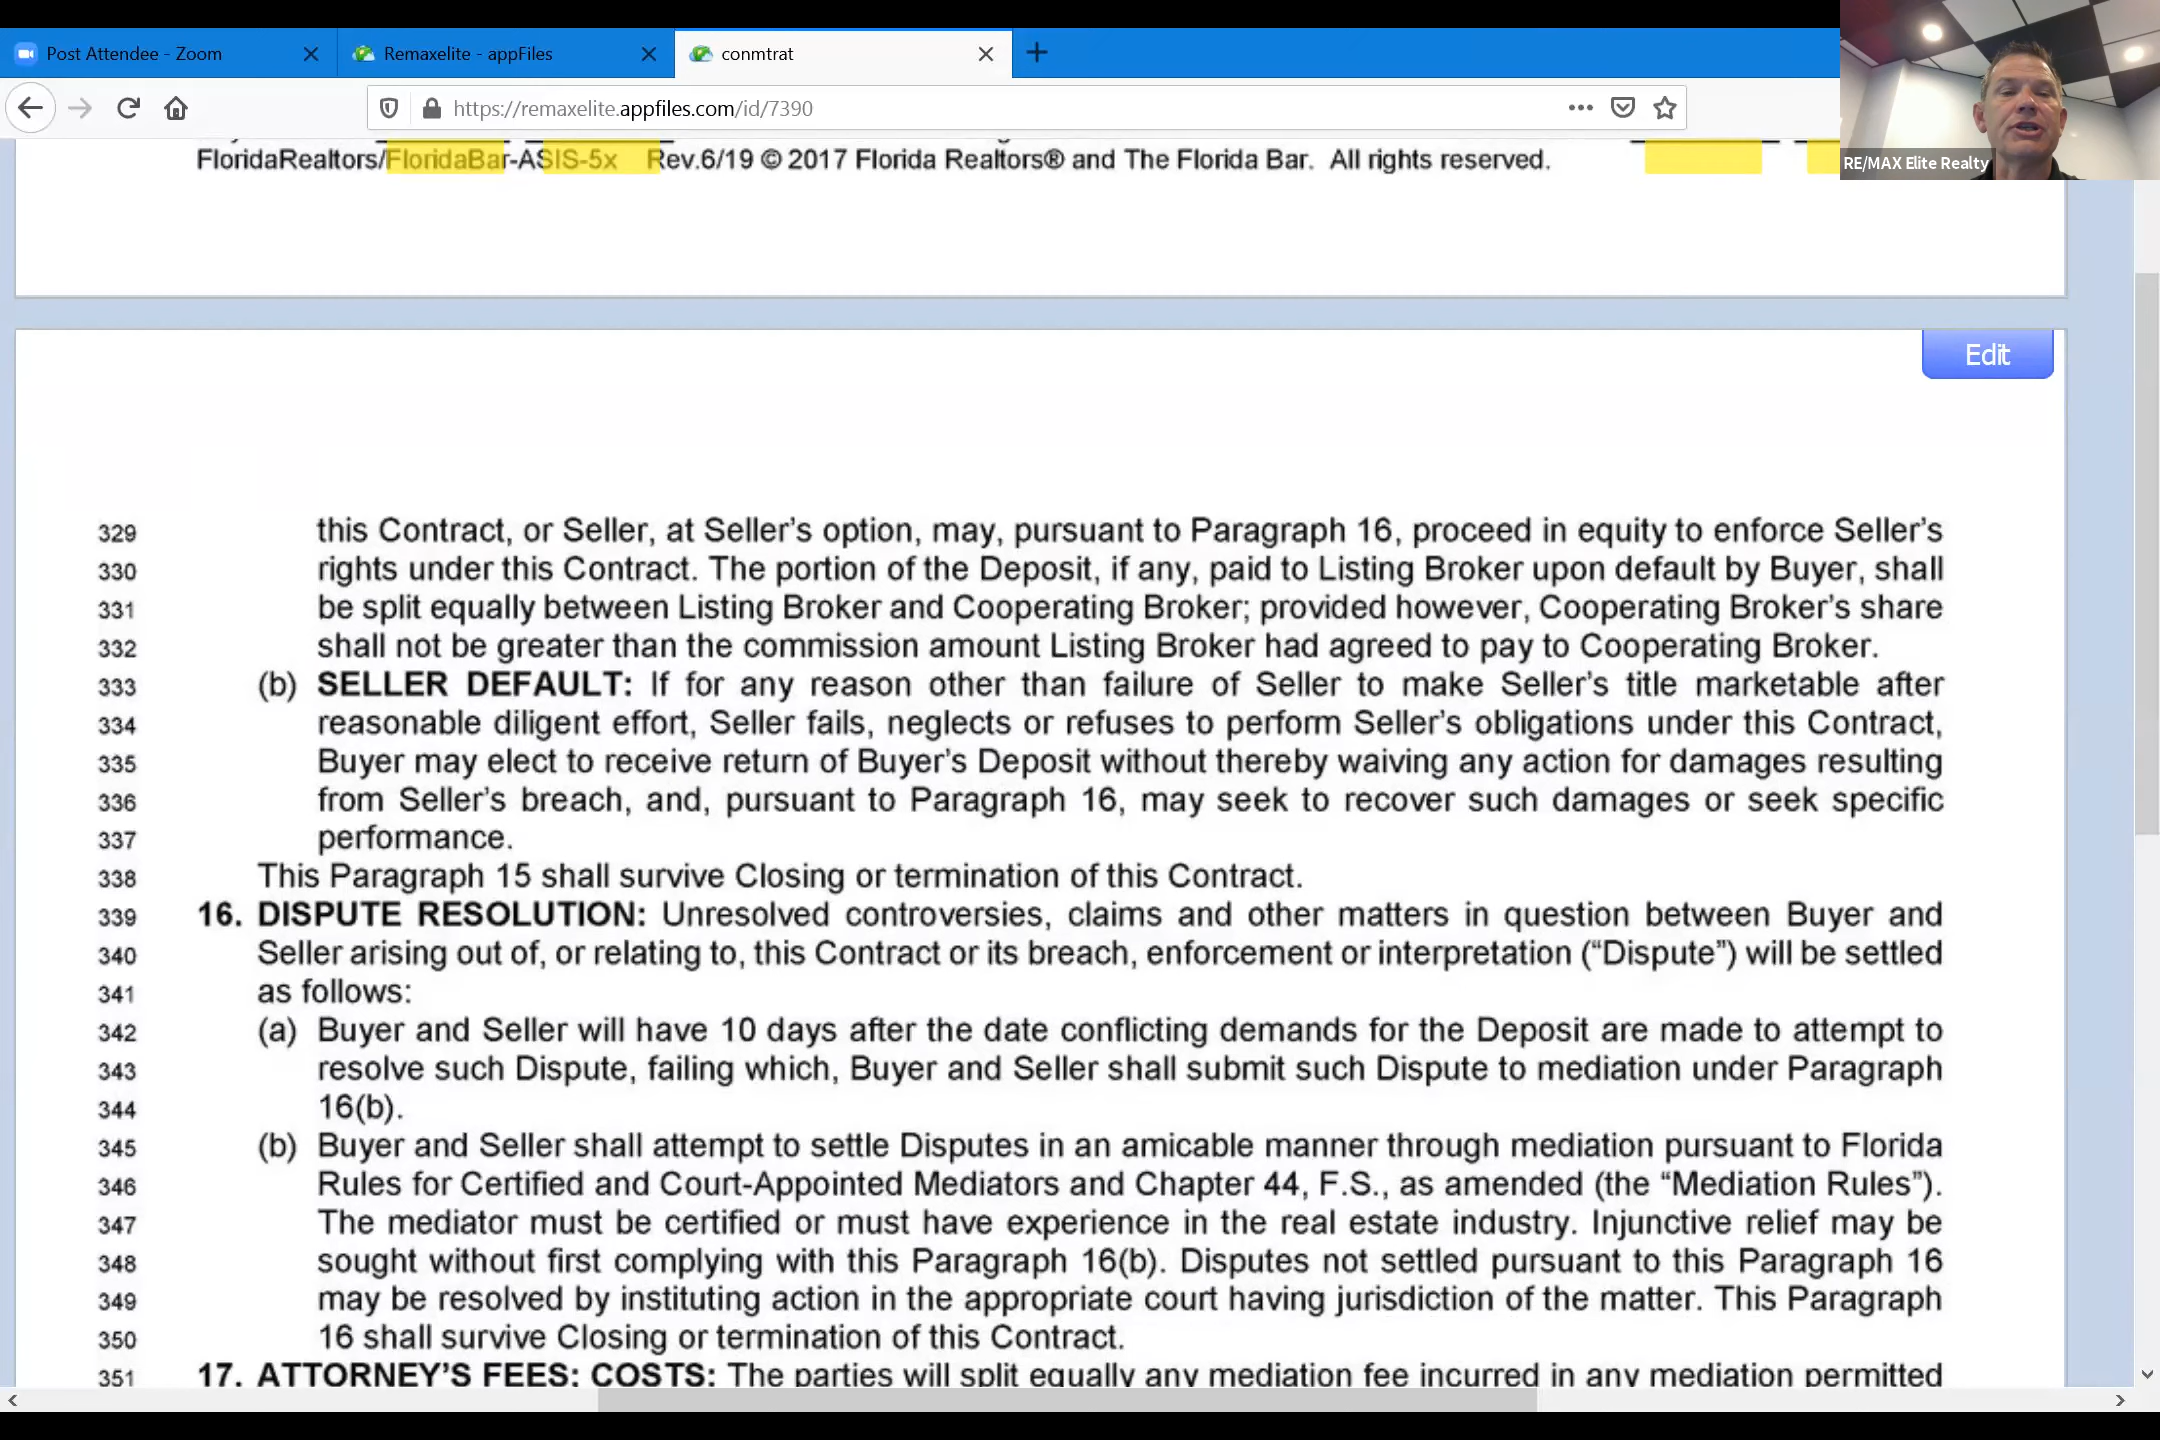 Post Attendee - Zoom
Remaxelite - appFiles
conmtrat
https://remaxelite.appfiles.com/id/7390
RE/MAX Elite Realty
FloridaRealtors/FloridaBar-ASIS-5x Rev.6/19 © 2017 Florida Realtors® and The Florida Bar. All rights reserved.
Edit
329 this Contract, or Seller, at Seller's option, may, pursuant to Paragraph 16, proceed in equity to enforce Seller's
330 rights under this Contract. The portion of the Deposit, if any, paid to Listing Broker upon default by Buyer, shall
331 be split equally between Listing Broker and Cooperating Broker; provided however, Cooperating Broker's share
332 shall not be greater than the commission amount Listing Broker had agreed to pay to Cooperating Broker.
333 (b) SELLER DEFAULT: If for any reason other than failure of Seller to make Seller's title marketable after
334 reasonable diligent effort, Seller fails, neglects or refuses to perform Seller's obligations under this Contract,
335 Buyer may elect to receive return of Buyer's Deposit without thereby waiving any action for damages resulting
336 from Seller's breach, and, pursuant to Paragraph 16, may seek to recover such damages or seek specific
337 performance.
338 This Paragraph 15 shall survive Closing or termination of this Contract.
339 16. DISPUTE RESOLUTION: Unresolved controversies, claims and other matters in question between Buyer and
340 Seller arising out of, or relating to, this Contract or its breach, enforcement or interpretation (“Dispute”) will be settled
341 as follows:
342 (a) Buyer and Seller will have 10 days after the date conflicting demands for the Deposit are made to attempt to
343 resolve such Dispute, failing which, Buyer and Seller shall submit such Dispute to mediation under Paragraph
344 16(b).
345 (b) Buyer and Seller shall attempt to settle Disputes in an amicable manner through mediation pursuant to Florida
346 Rules for Certified and Court-Appointed Mediators and Chapter 44, F.S., as amended (the “Mediation Rules”).
347 The mediator must be certified or must have experience in the real estate industry. Injunctive relief may be
348 sought without first complying with this Paragraph 16(b). Disputes not settled pursuant to this Paragraph 16
349 may be resolved by instituting action in the appropriate court having jurisdiction of the matter. This Paragraph
350 16 shall survive Closing or termination of this Contract.
351 17. ATTORNEY'S FEES; COSTS: The parties will split equally any mediation fee incurred in any mediation permitted